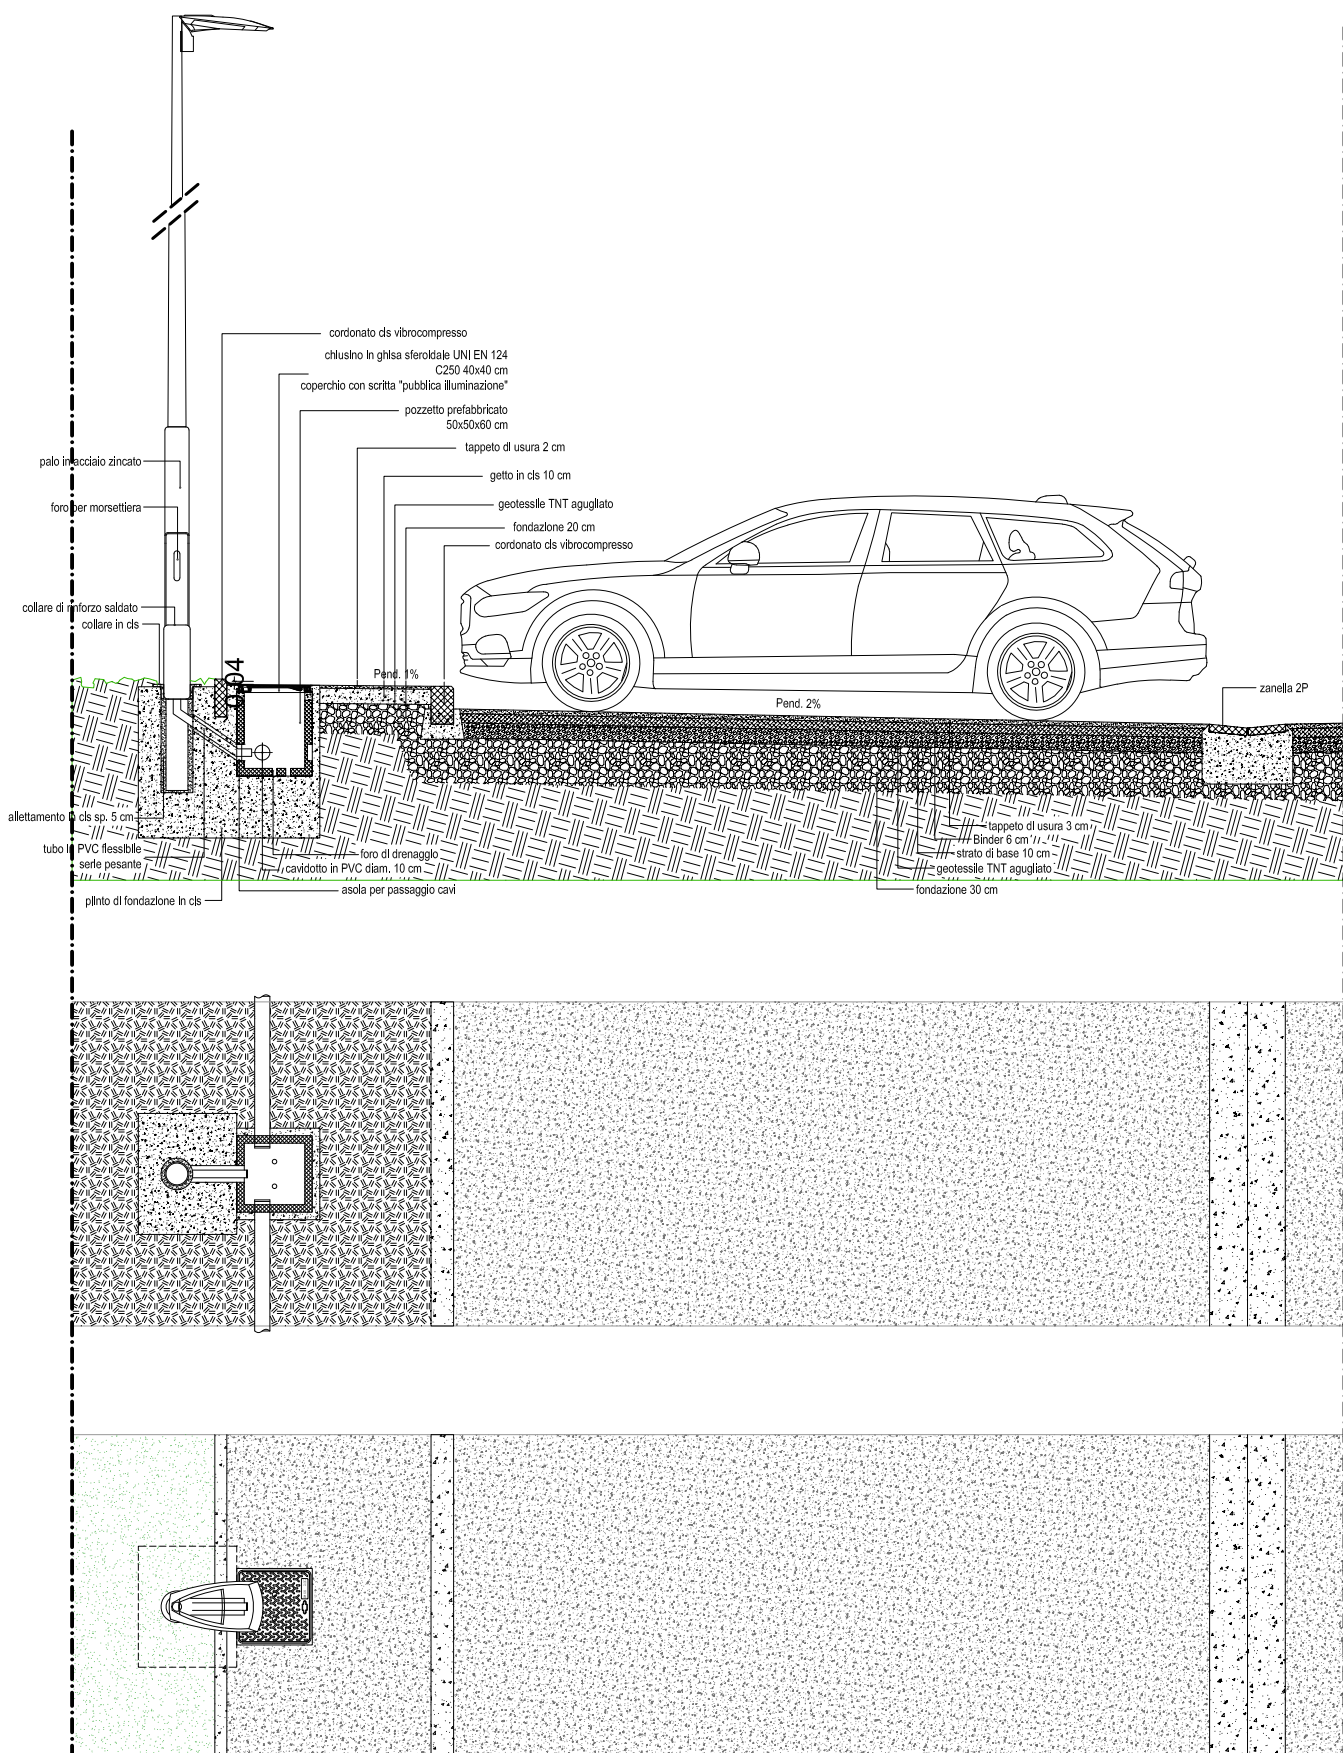 cordonato cls vibrocompresso
chiusino in ghisa sferoidale UNI EN 124
C250 40x40 cm
coperchio con scritta "pubblica illuminazione"
pozzetto prefabbricato
50x50x60 cm
tappeto di usura 2 cm
palo in acciaio zincato
getto in cls 10 cm
foro per morsettiera
geotessile TNT agugliato
fondazione 20 cm
cordonato cls vibrocompresso
collare di rinforzo saldato
collare in cls
Pend. 1%
zanella 2P
Pend. 2%
allettamento in cls sp. 5 cm
tappeto di usura 3 cm
Binder 6 cm
tubo in PVC flessibile
serie pesante
foro di drenaggio
strato di base 10 cm
cavidotto in PVC diam. 10 cm
geotessile TNT agugliato
asola per passaggio cavi
fondazione 30 cm
plinto di fondazione in cls